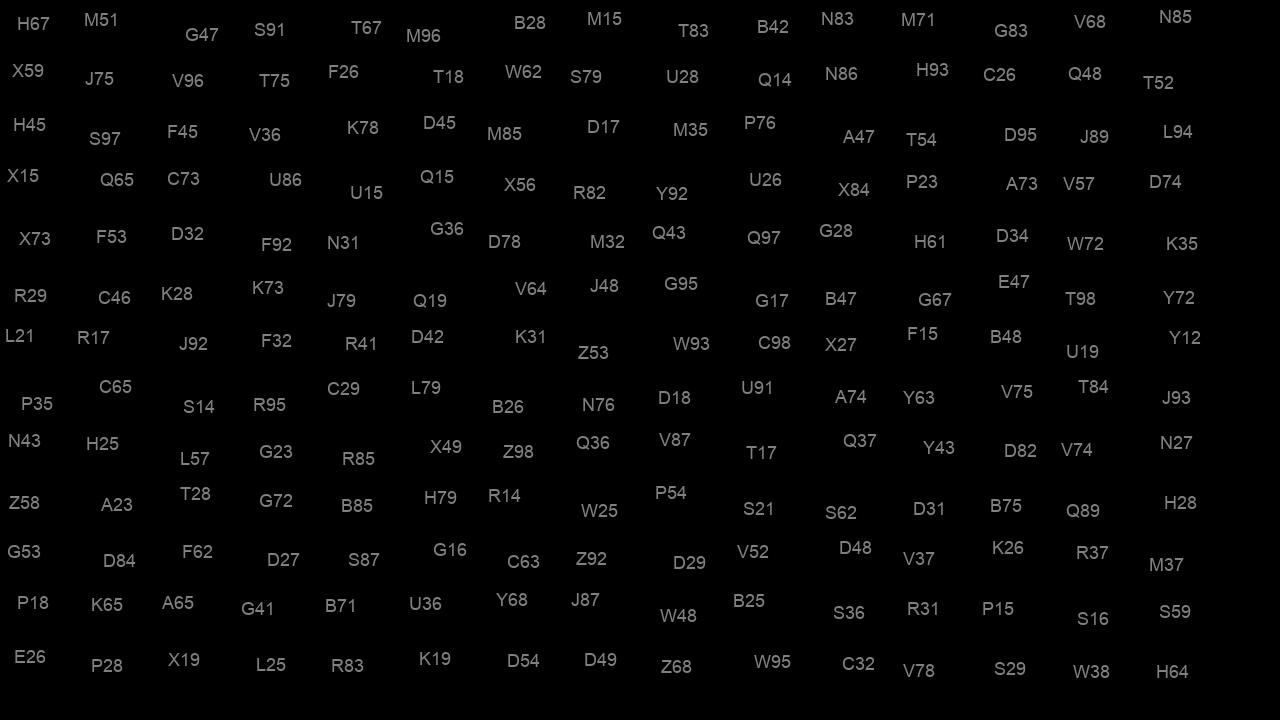 H67 M51 G47 S91 T67 M96 B28 M15 T83 B42 N83 M71 G83 V68 N85
X59 J75 V96 T75 F26 T18 W62 S79 U28 Q14 N86 H93 C26 Q48 T52
H45 S97 F45 V36 K78 D45 M85 D17 M35 P76 A47 T54 D95 J89 L94
X15 Q65 C73 U86 U15 Q15 X56 R82 Y92 U26 X84 P23 A73 V57 D74
X73 F53 D32 F92 N31 G36 D78 M32 Q43 Q97 G28 H61 D34 W72 K35
R29 C46 K28 K73 J79 Q19 V64 J48 G95 G17 B47 G67 E47 T98 Y72
L21 R17 J92 F32 R41 D42 K31 Z53 W93 C98 X27 F15 B48 U19 Y12
P35 C65 S14 R95 C29 L79 B26 N76 D18 U91 A74 Y63 V75 T84 J93
N43 H25 L57 G23 R85 X49 Z98 Q36 V87 T17 Q37 Y43 D82 V74 N27
Z58 A23 T28 G72 B85 H79 R14 W25 P54 S21 S62 D31 B75 Q89 H28
G53 D84 F62 D27 S87 G16 C63 Z92 D29 V52 D48 V37 K26 R37 M37
P18 K65 A65 G41 B71 U36 Y68 J87 W48 B25 S36 R31 P15 S16 S59
E26 P28 X19 L25 R83 K19 D54 D49 Z68 W95 C32 V78 S29 W38 H64